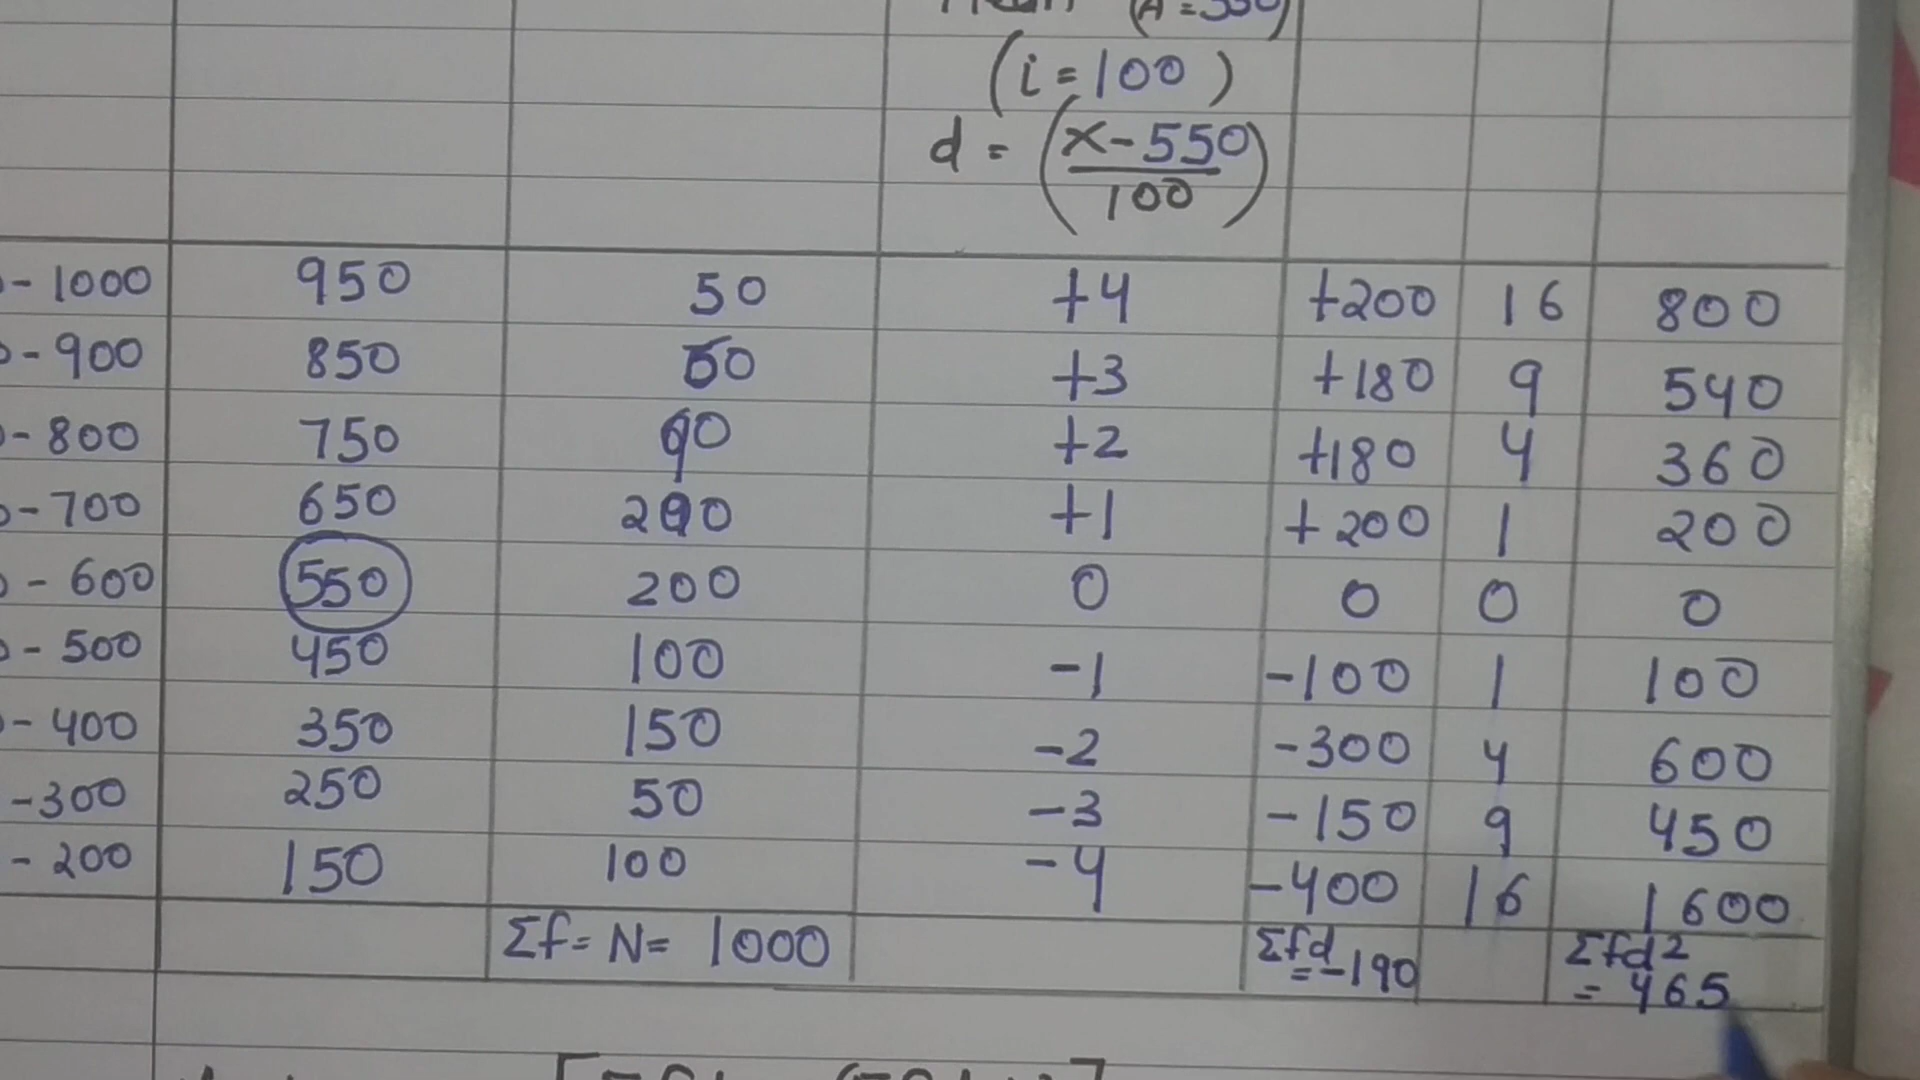 Mean (A=550)
(i=100)
d = (x-550/100)
-1000 950 50 +4 +200 16 800
-900 850 60 +3 +180 9 540
-800 750 90 +2 +180 4 360
-700 650 200 +1 +200 1 200
-600 550 200 0 0 0 0
-500 450 100 -1 -100 1 100
-400 350 150 -2 -300 4 600
-300 250 50 -3 -150 9 450
-200 150 100 -4 -400 16 1600
Σf=N= 1000 Σfd Σfd²
=-190 = 465